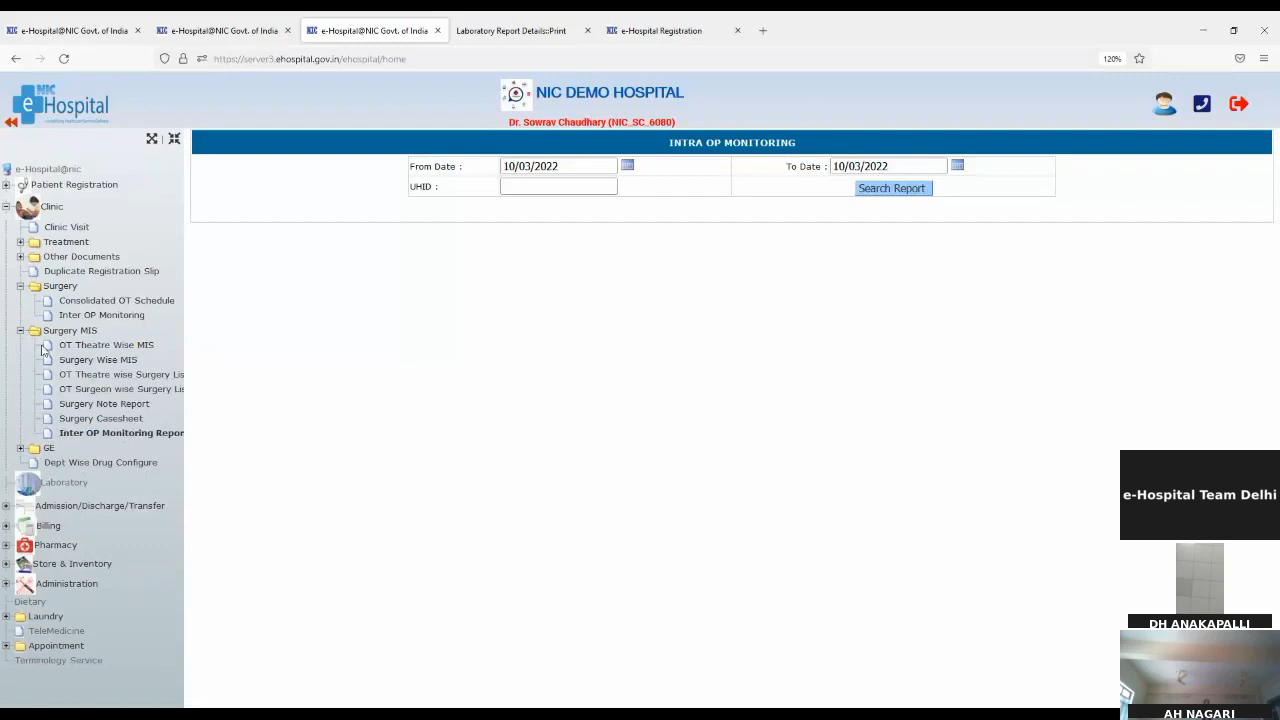 e-Hospital@NIC Govt. of India
e-Hospital@NIC Govt. of India
e-Hospital@NIC Govt. of India
Laboratory Report Details::Print
e-Hospital Registration
https://server3.ehospital.gov.in/ehospital/home
120%
NIC
eHospital
NIC DEMO HOSPITAL
Dr. Sowrav Chaudhary (NIC_SC_6080)
e-Hospital@nic
Patient Registration
Clinic
Clinic Visit
Treatment
Other Documents
Duplicate Registration Slip
Surgery
Consolidated OT Schedule
Inter OP Monitoring
Surgery MIS
OT Theatre Wise MIS
Surgery Wise MIS
OT Theatre wise Surgery Lis
OT Surgeon wise Surgery Lis
Surgery Note Report
Surgery Casesheet
Inter OP Monitoring Repor
GE
Dept Wise Drug Configure
Laboratory
Admission/Discharge/Transfer
Billing
Pharmacy
Store & Inventory
Administration
Dietary
Laundry
TeleMedicine
Appointment
Terminology Service
INTRA OP MONITORING
From Date : 10/03/2022 To Date : 10/03/2022
UHID : Search Report
e-Hospital Team Delhi
DH ANAKAPALLI
AH NAGARI